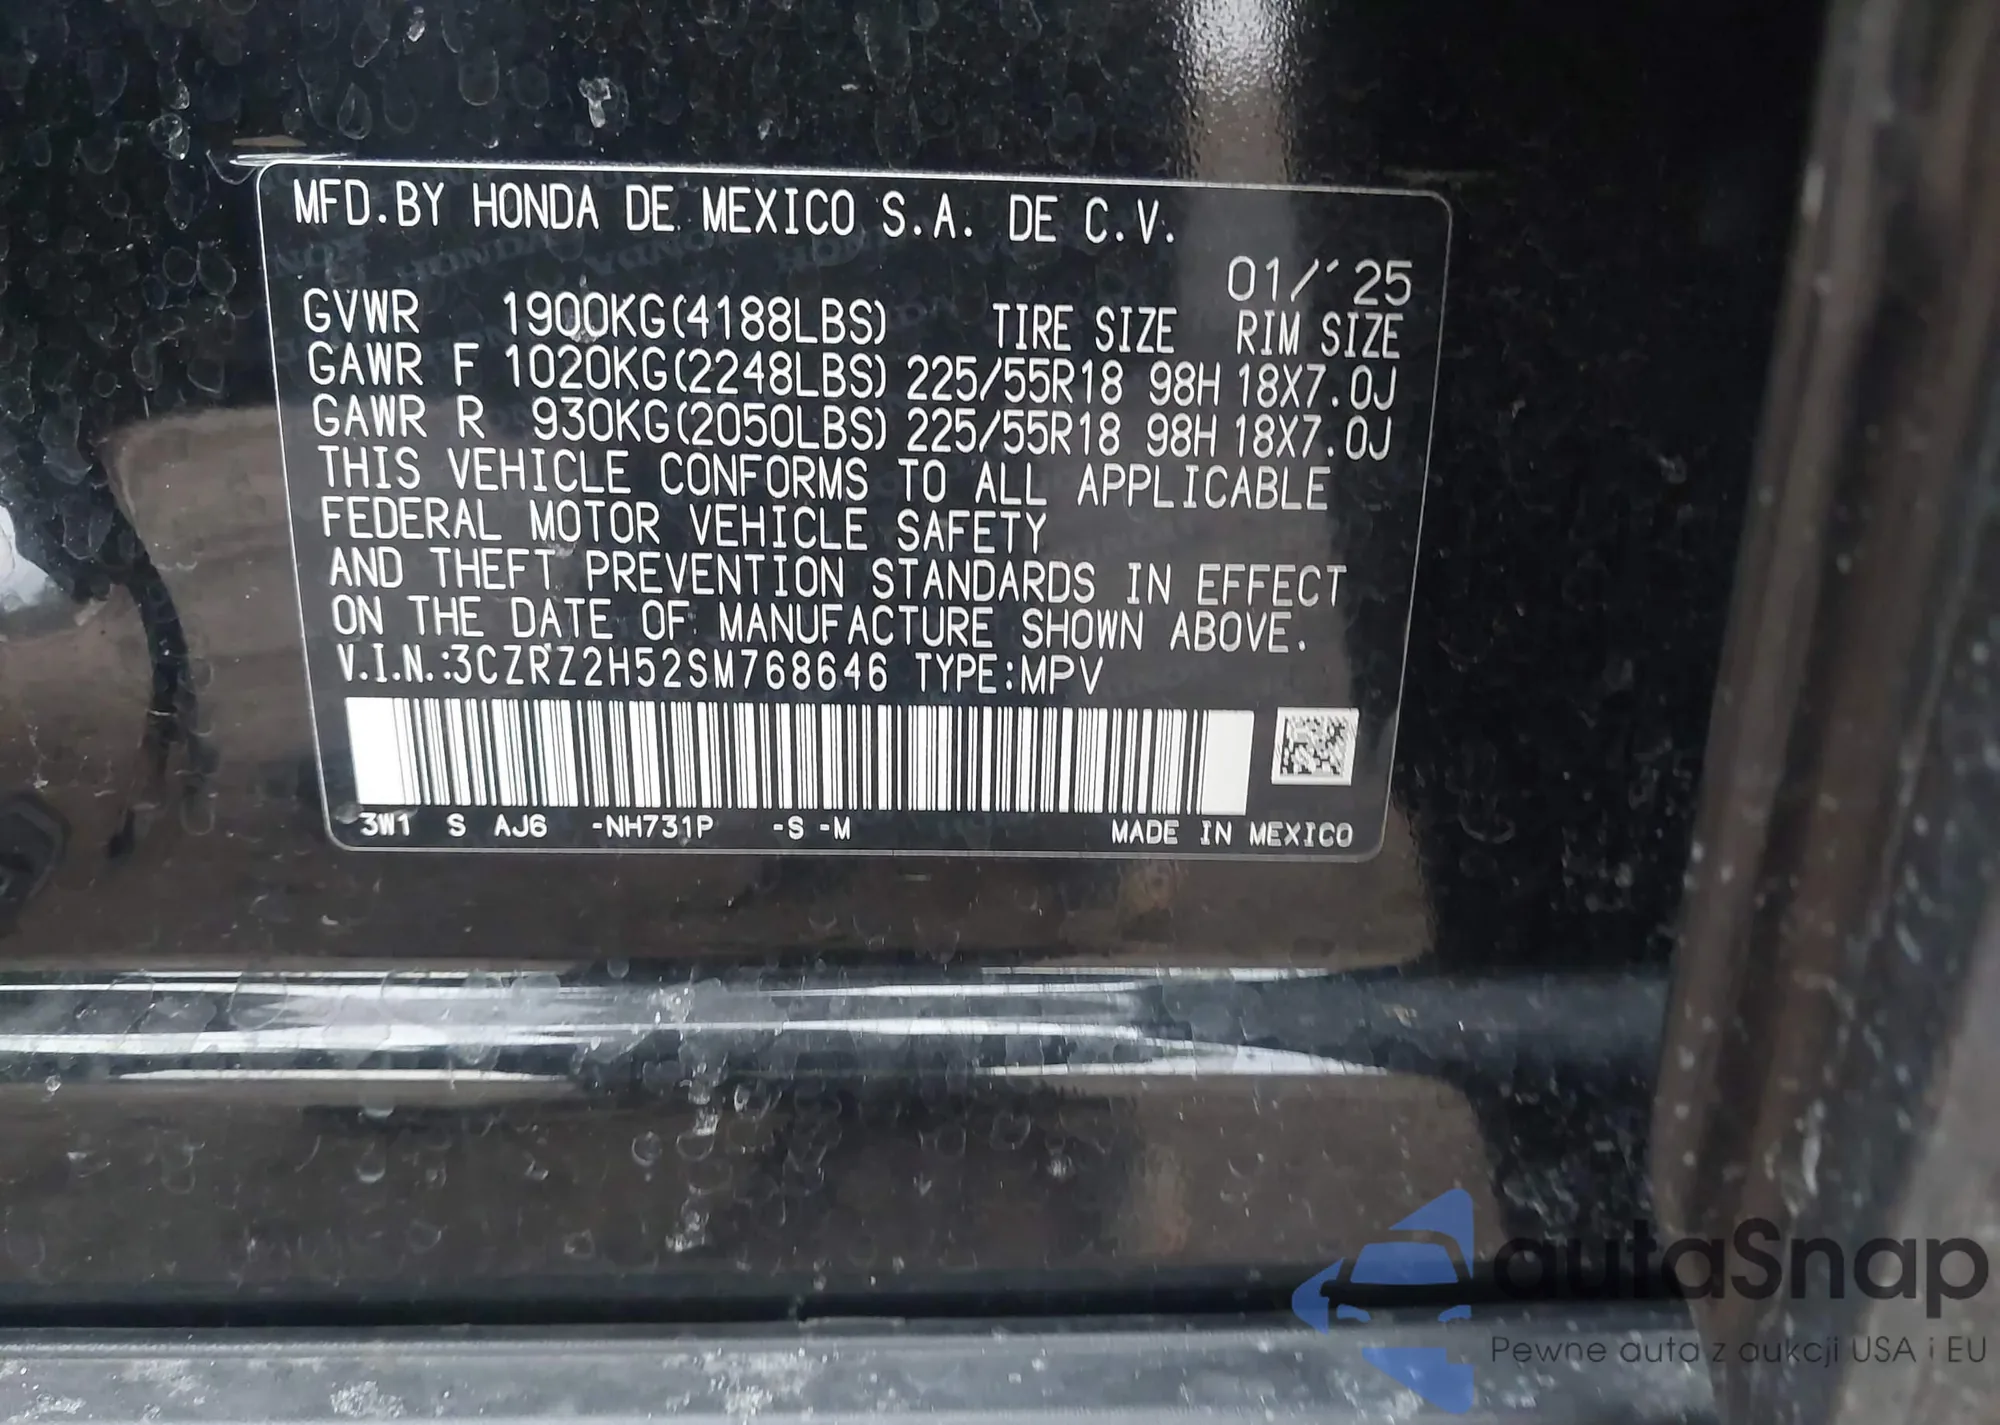 MFD.BY HONDA DE MEXICO S.A. DE C.V.
01/'25
GVWR 1900KG(4188LBS) TIRE SIZE RIM SIZE
GAWR F 1020KG(2248LBS) 225/55R18 98H 18X7.0J
GAWR R 930KG(2050LBS) 225/55R18 98H 18X7.0J
THIS VEHICLE CONFORMS TO ALL APPLICABLE
FEDERAL MOTOR VEHICLE SAFETY
AND THEFT PREVENTION STANDARDS IN EFFECT
ON THE DATE OF MANUFACTURE SHOWN ABOVE.
V.I.N.:3CZRZ2H52SM768646 TYPE:MPV
3W1 S AJ6 -NH731P -S -M MADE IN MEXICO
autaSnap
Pewne auta z aukcji USA i EU